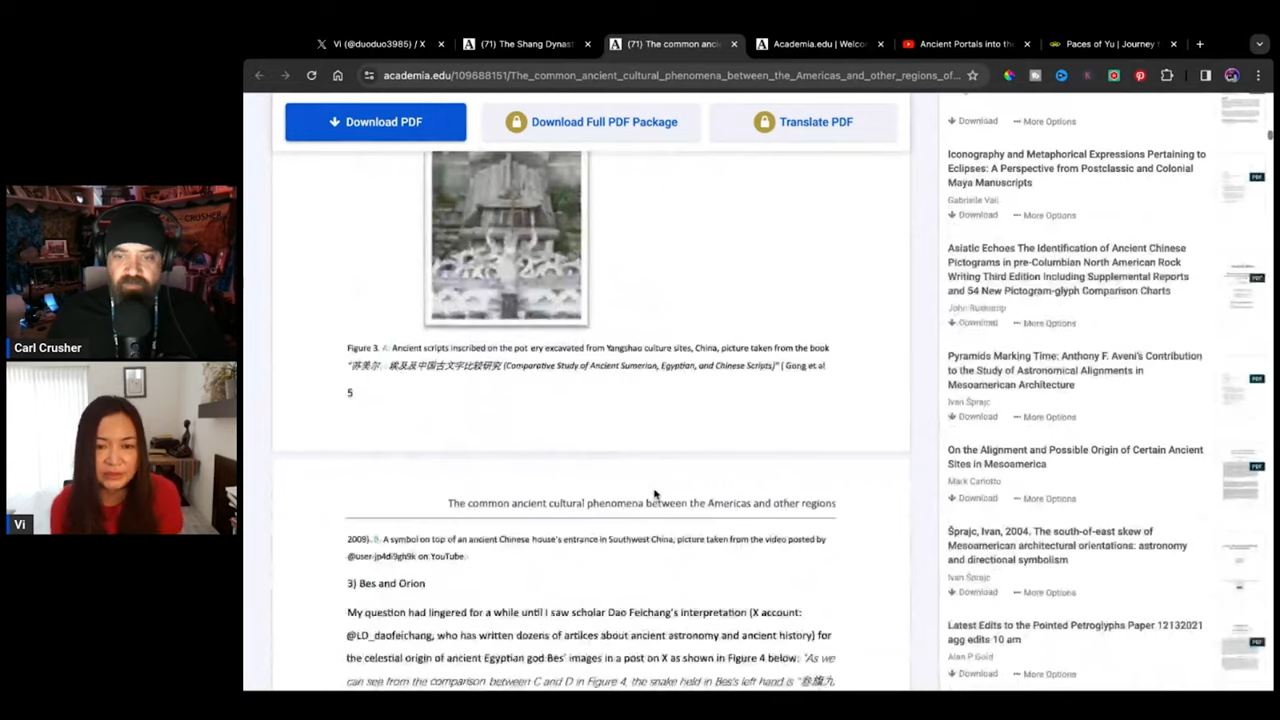 Vi (@duoduo3985) / X
(71) The Shang Dynast
(71) The common anci
Academia.edu | Welcor
Ancient Portals into the
Paces of Yu | Journey t
academia.edu/109688151/The_common_ancient_cultural_phenomena_between_the_Americas_and_other_regions_of...
Download PDF
Download Full PDF Package
Translate PDF
Figure 3. A: Ancient scripts inscribed on the pot ery excavated from Yangshao culture sites, China, picture taken from the book
"苏美尔、埃及及中国古文字比较研究 (Comparative Study of Ancient Sumerian, Egyptian, and Chinese Scripts)" ( Gong et al
5
The common ancient cultural phenomena between the Americas and other regions
2009). B. A symbol on top of an ancient Chinese house's entrance in Southwest China, picture taken from the video posted by
on YouTube.
3) Bes and Orion
My question had lingered for a while until I saw scholar Dao Feichang's interpretation (X account:
@LD_daofeichang, who has written dozens of artilces about ancient astronomy and ancient history) for
the celestial origin of ancient Egyptian god Bes' images in a post on X as shown in Figure 4 below: "As we
can see from the comparison between C and D in Figure 4, the snake held in Bes's left hand is "参旗九
Download
More Options
Iconography and Metaphorical Expressions Pertaining to
Eclipses: A Perspective from Postclassic and Colonial
Maya Manuscripts
Gabrielle Vail
Download
More Options
Asiatic Echoes The Identification of Ancient Chinese
Pictograms in pre-Columbian North American Rock
Writing Third Edition Including Supplemental Reports
and 54 New Pictogram-glyph Comparison Charts
John Ruskamp
Download
More Options
Pyramids Marking Time: Anthony F. Aveni's Contribution
to the Study of Astronomical Alignments in
Mesoamerican Architecture
Ivan Šprajc
Download
More Options
On the Alignment and Possible Origin of Certain Ancient
Sites in Mesoamerica
Mark Carlotto
Download
More Options
Šprajc, Ivan, 2004. The south-of-east skew of
Mesoamerican architectural orientations: astronomy
and directional symbolism
Ivan Šprajc
Download
More Options
Latest Edits to the Pointed Petroglyphs Paper 12132021
agg edits 10 am
Alan P Gold
Download
More Options
PDF
PDF
PDF
PDF
PDF
Carl Crusher
Vi